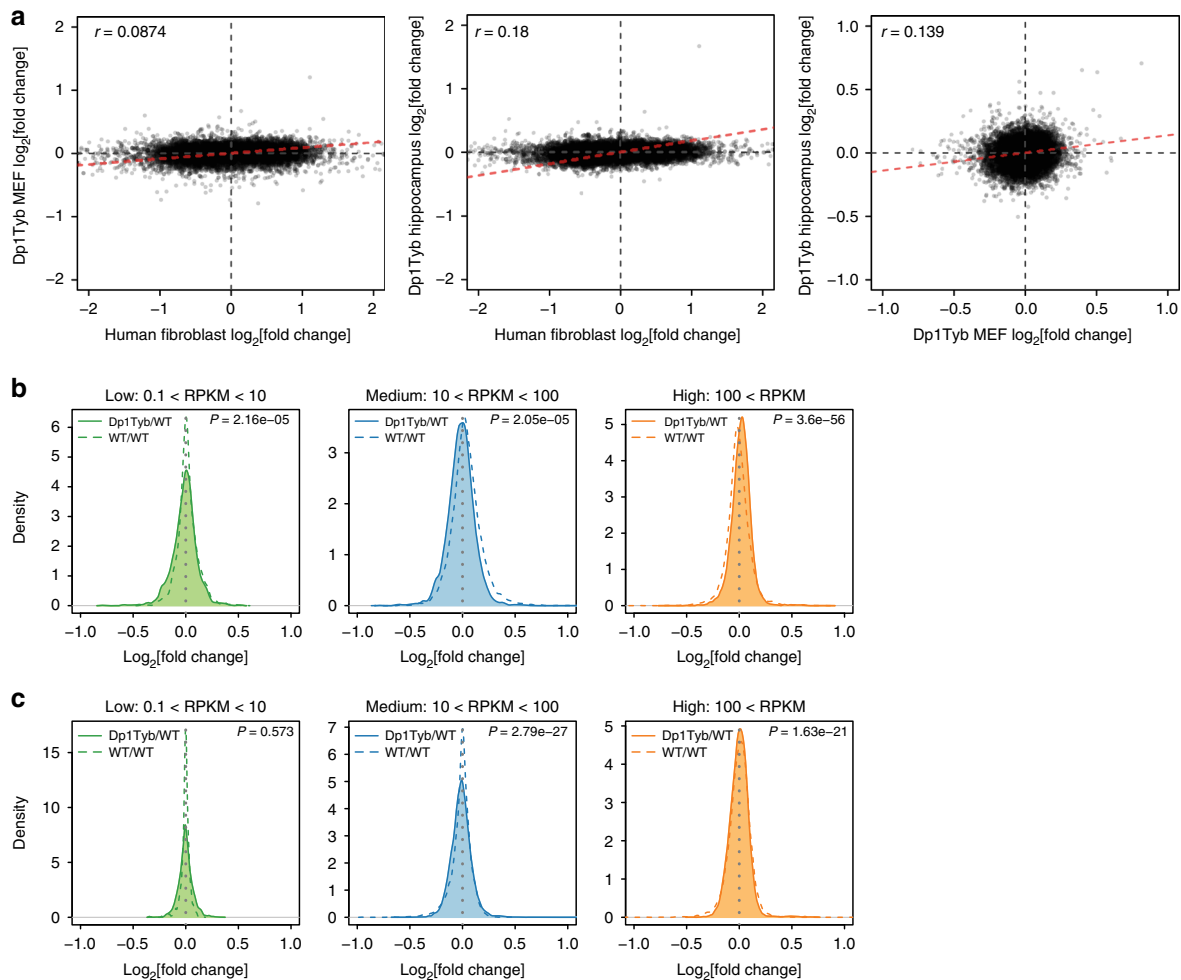 a
r = 0.0874
2
1
0
−1
−2
Dp1Tyb MEF log2[fold change]
−2 −1 0 1 2
Human fibroblast log2[fold change]
r = 0.18
2
1
0
−1
−2
Dp1Tyb hippocampus log2[fold change]
−2 −1 0 1 2
Human fibroblast log2[fold change]
r = 0.139
1.0
0.5
0.0
−0.5
−1.0
Dp1Tyb hippocampus log2[fold change]
−1.0 −0.5 0.0 0.5 1.0
Dp1Tyb MEF log2[fold change]
b
Low: 0.1 < RPKM < 10
Dp1Tyb/WT
WT/WT
P = 2.16e−05
6
5
4
3
2
1
0
Density
−1.0 −0.5 0.0 0.5 1.0
Log2[fold change]
Medium: 10 < RPKM < 100
Dp1Tyb/WT
WT/WT
P = 2.05e−05
3
2
1
0
−1.0 −0.5 0.0 0.5 1.0
Log2[fold change]
High: 100 < RPKM
Dp1Tyb/WT
WT/WT
P = 3.6e−56
5
4
3
2
1
0
−1.0 −0.5 0.0 0.5 1.0
Log2[fold change]
c
Low: 0.1 < RPKM < 10
Dp1Tyb/WT
WT/WT
P = 0.573
15
10
5
0
Density
−1.0 −0.5 0.0 0.5 1.0
Log2[fold change]
Medium: 10 < RPKM < 100
Dp1Tyb/WT
WT/WT
P = 2.79e−27
7
6
5
4
3
2
1
0
−1.0 −0.5 0.0 0.5 1.0
Log2[fold change]
High: 100 < RPKM
Dp1Tyb/WT
WT/WT
P = 1.63e−21
5
4
3
2
1
0
−1.0 −0.5 0.0 0.5 1.0
Log2[fold change]